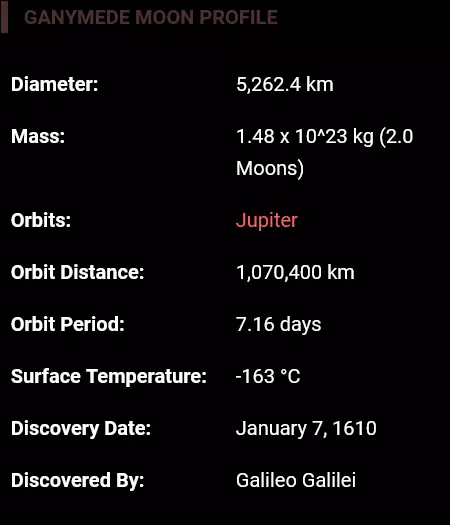 GANYMEDE MOON PROFILE
Diameter: 5,262.4 km
Mass: 1.48 x 10^23 kg (2.0
Moons)
Orbits: Jupiter
Orbit Distance: 1,070,400 km
Orbit Period: 7.16 days
Surface Temperature: -163 °C
Discovery Date: January 7, 1610
Discovered By: Galileo Galilei